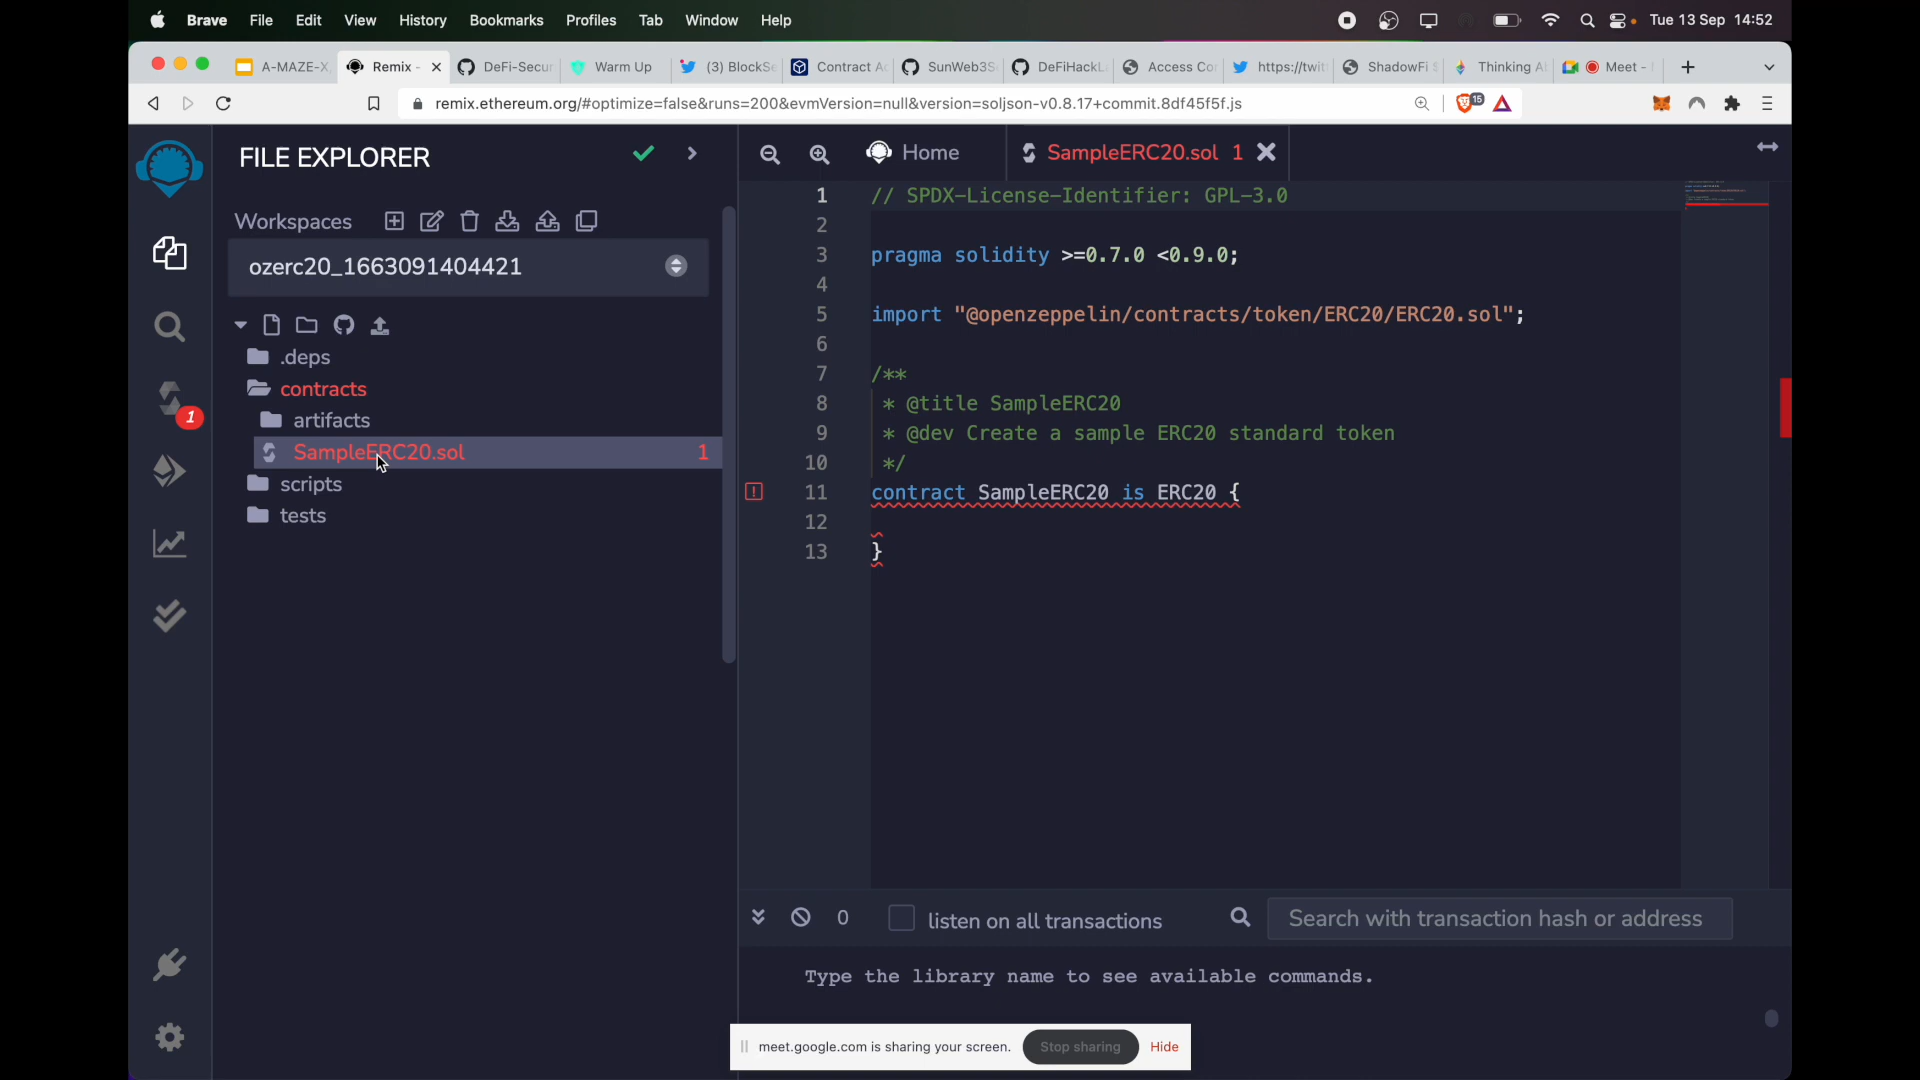 Brave File Edit View History Bookmarks Profiles Tab Window Help Tue 13 Sep 14:52
A-MAZE-X Remix - DeFi-Secur Warm Up (3) BlockSe Contract A SunWeb3S DeFiHackL Access Co https://twit ShadowFi S Thinking A Meet -
remix.ethereum.org/#optimize=false&runs=200&evmVersion=null&version=soljson-v0.8.17+commit.8df45f5f.js 15
FILE EXPLORER
Workspaces
ozerc20_1663091404421
.deps
contracts
artifacts
SampleERC20.sol 1
scripts
tests
1
Home SampleERC20.sol 1
1 // SPDX-License-Identifier: GPL-3.0
2
3 pragma solidity >=0.7.0 <0.9.0;
4
5 import "@openzeppelin/contracts/token/ERC20/ERC20.sol";
6
7 /**
8 * @title SampleERC20
9 * @dev Create a sample ERC20 standard token
10 */
11 contract SampleERC20 is ERC20 {
12
13 }
0 listen on all transactions Search with transaction hash or address
Type the library name to see available commands.
meet.google.com is sharing your screen. Stop sharing Hide